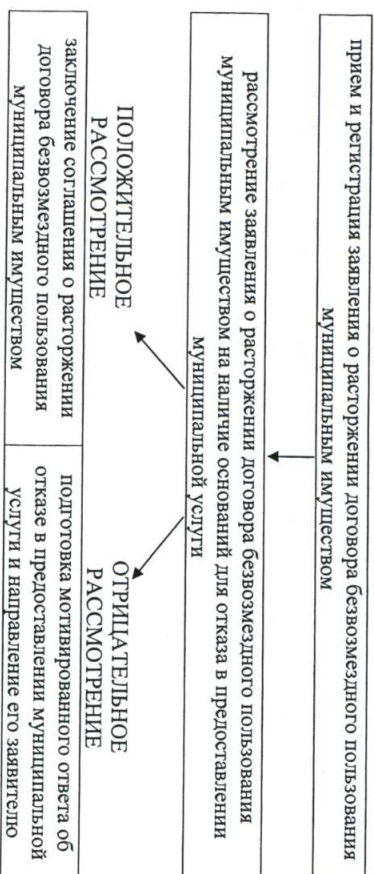 прием и регистрация заявления о расторжении договора безвозмездного пользования
муниципальным имуществом
рассмотрение заявления о расторжении договора безвозмездного пользования
муниципальным имуществом на наличие оснований для отказа в предоставлении
муниципальной услуги
ПОЛОЖИТЕЛЬНОЕ
РАССМОТРЕНИЕ
ОТРИЦАТЕЛЬНОЕ
РАССМОТРЕНИЕ
заключение соглашения о расторжении
договора безвозмездного пользования
муниципальным имуществом
подготовка мотивированного ответа об
отказе в предоставлении муниципальной
услуги и направление его заявителю